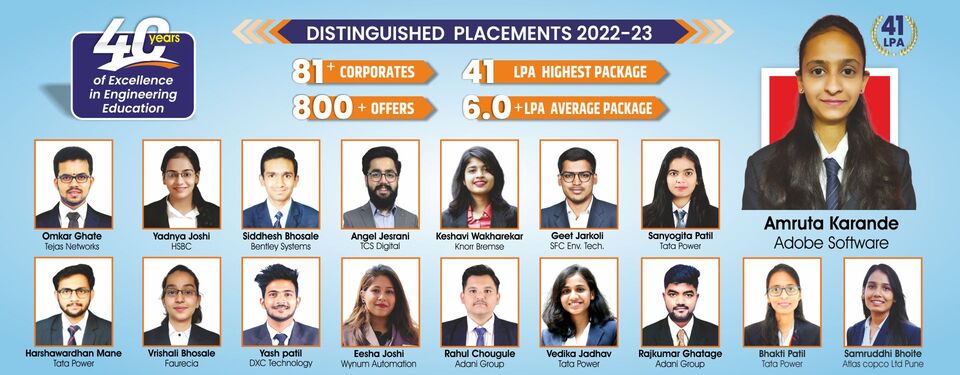 40 years
of Excellence
in Engineering
Education
DISTINGUISHED PLACEMENTS 2022-23
81+ CORPORATES
41 LPA HIGHEST PACKAGE
800+ OFFERS
6.0+LPA AVERAGE PACKAGE
41
LPA
Amruta Karande
Adobe Software
Omkar Ghate
Tejas Networks
Yadnya Joshi
HSBC
Siddhesh Bhosale
Bentley Systems
Angel Jesrani
TCS Digital
Keshavi Wakharekar
Knorr Bremse
Geet Jarkoli
SFC Env. Tech.
Sanyogita Patil
Tata Power
Harshawardhan Mane
Tata Power
Vrishali Bhosale
Faurecia
Yash patil
DXC Technology
Eesha Joshi
Wynum Automation
Rahul Chougule
Adani Group
Vedika Jadhav
Tata Power
Rajkumar Ghatage
Adani Group
Bhakti Patil
Tata Power
Samruddhi Bhoite
Atlas copco Ltd Pune